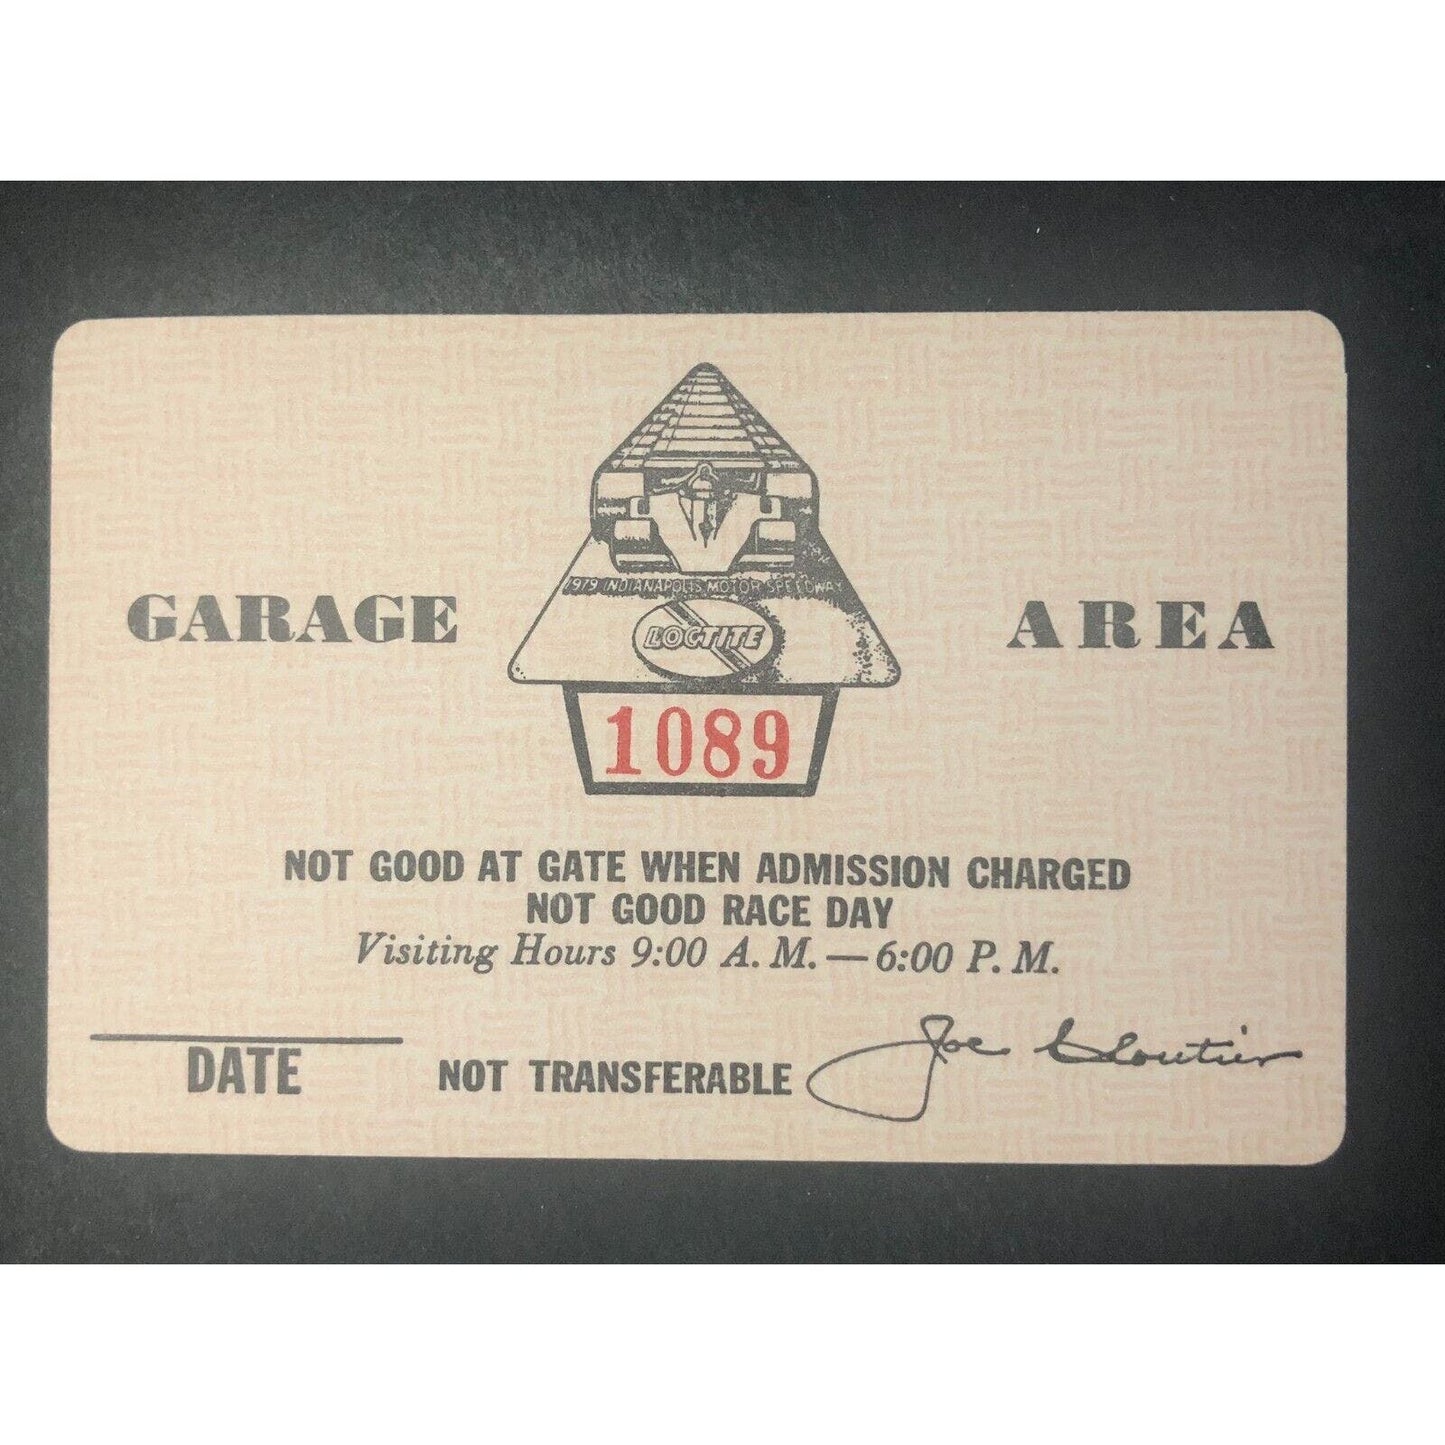 1979 INDIANAPOLIS MOTOR SPEEDWAY
LOCTITE
GARAGE AREA
1089
NOT GOOD AT GATE WHEN ADMISSION CHARGED
NOT GOOD RACE DAY
Visiting Hours 9:00 A. M. — 6:00 P. M.
DATE NOT TRANSFERABLE Joe Cloutier